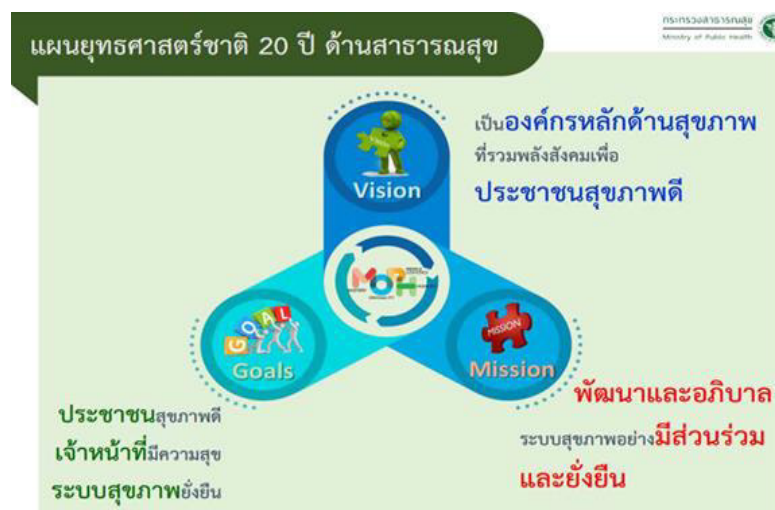 แผนยุทธศาสตร์ชาติ 20 ปี ด้านสาธารณสุข
กระทรวงสาธารณสุข
Ministry of Public Health
Vision
เป็นองค์กรหลักด้านสุขภาพ
ที่รวมพลังสังคมเพื่อ
ประชาชนสุขภาพดี
MOPH
GOAL
Goals
ประชาชนสุขภาพดี
เจ้าหน้าที่มีความสุข
ระบบสุขภาพยั่งยืน
MISSION
Mission
พัฒนาและอภิบาล
ระบบสุขภาพอย่างมีส่วนร่วม
และยั่งยืน